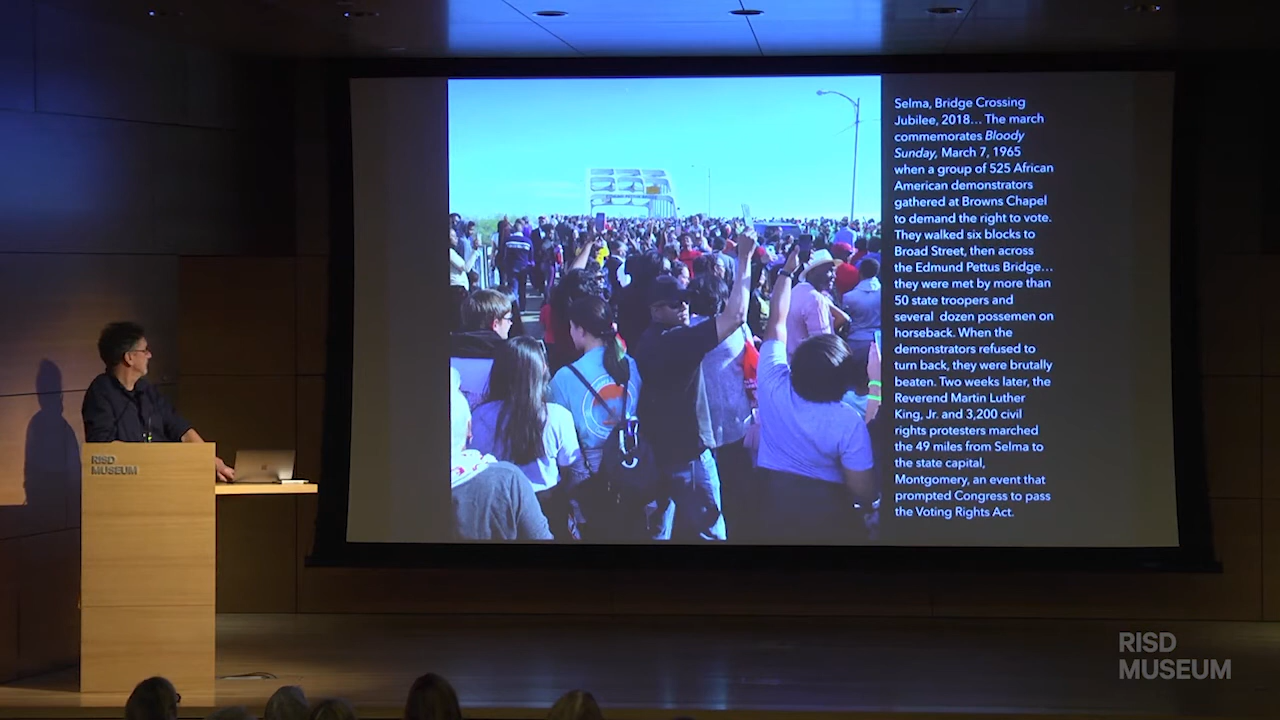 Selma, Bridge Crossing
Jubilee, 2018... The march
commemorates Bloody
Sunday, March 7, 1965
when a group of 525 African
American demonstrators
gathered at Browns Chapel
to demand the right to vote.
They walked six blocks to
Broad Street, then across
the Edmund Pettus Bridge...
they were met by more than
50 state troopers and
several dozen possemen on
horseback. When the
demonstrators refused to
turn back, they were brutally
beaten. Two weeks later, the
Reverend Martin Luther
King, Jr. and 3,200 civil
rights protesters marched
the 49 miles from Selma to
the state capital,
Montgomery, an event that
prompted Congress to pass
the Voting Rights Act.
RISD
MUSEUM
RISD
MUSEUM